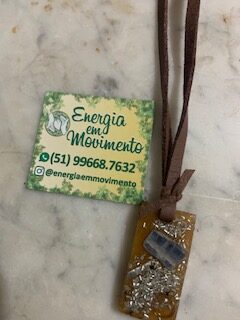 Energia
em
Movimento
(51) 99668.7632
@energiaemmovimento